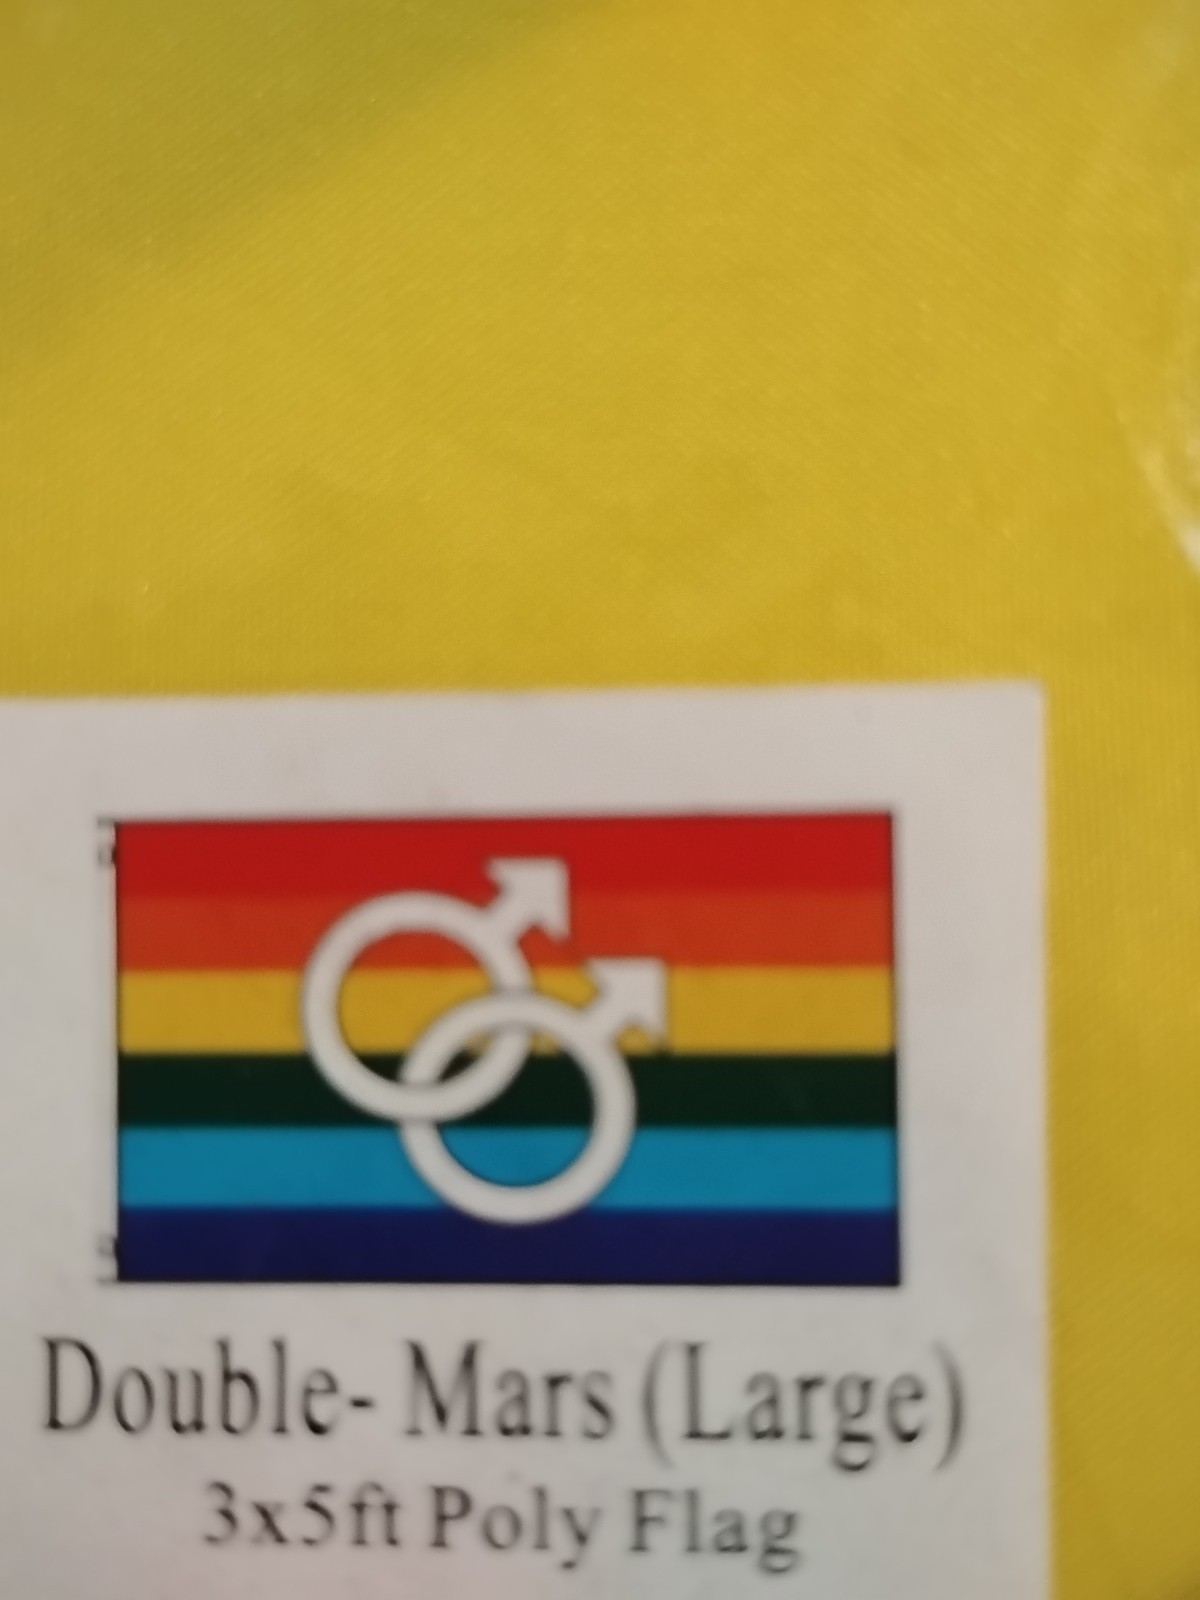 Double- Mars (Large)
3x5ft Poly Flag